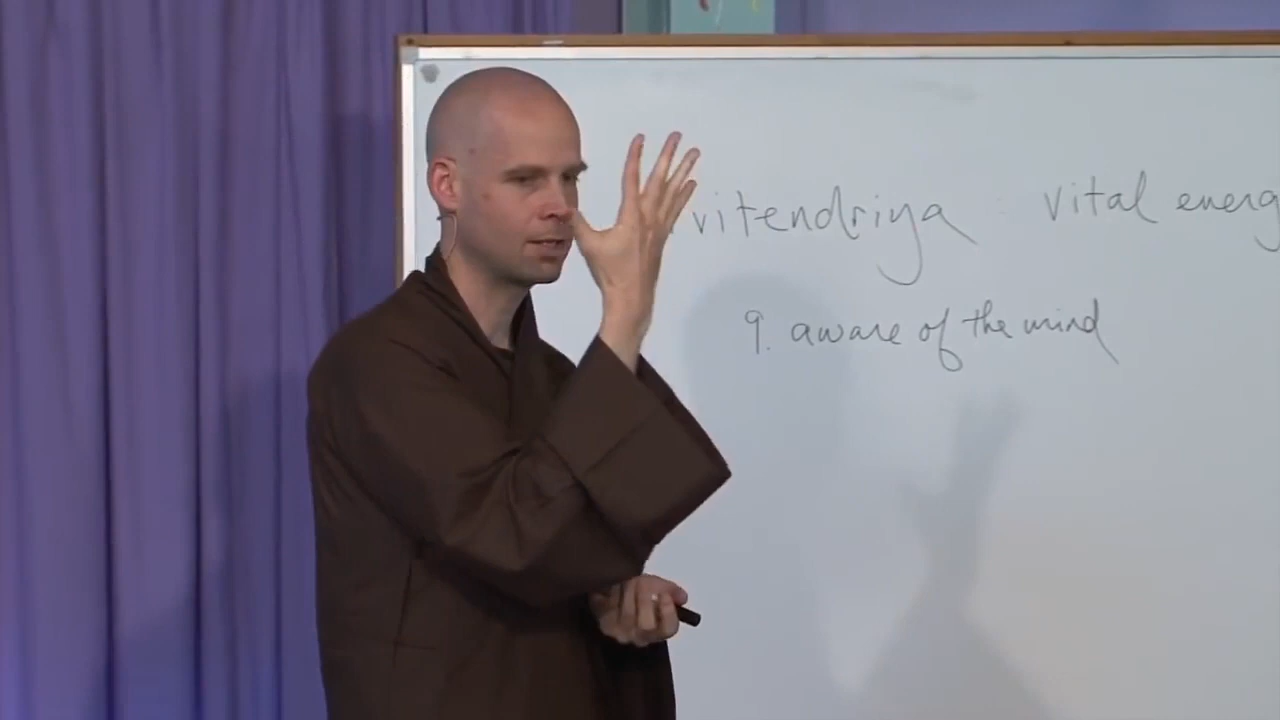 vitendriya : vital energ
9. aware of the mind